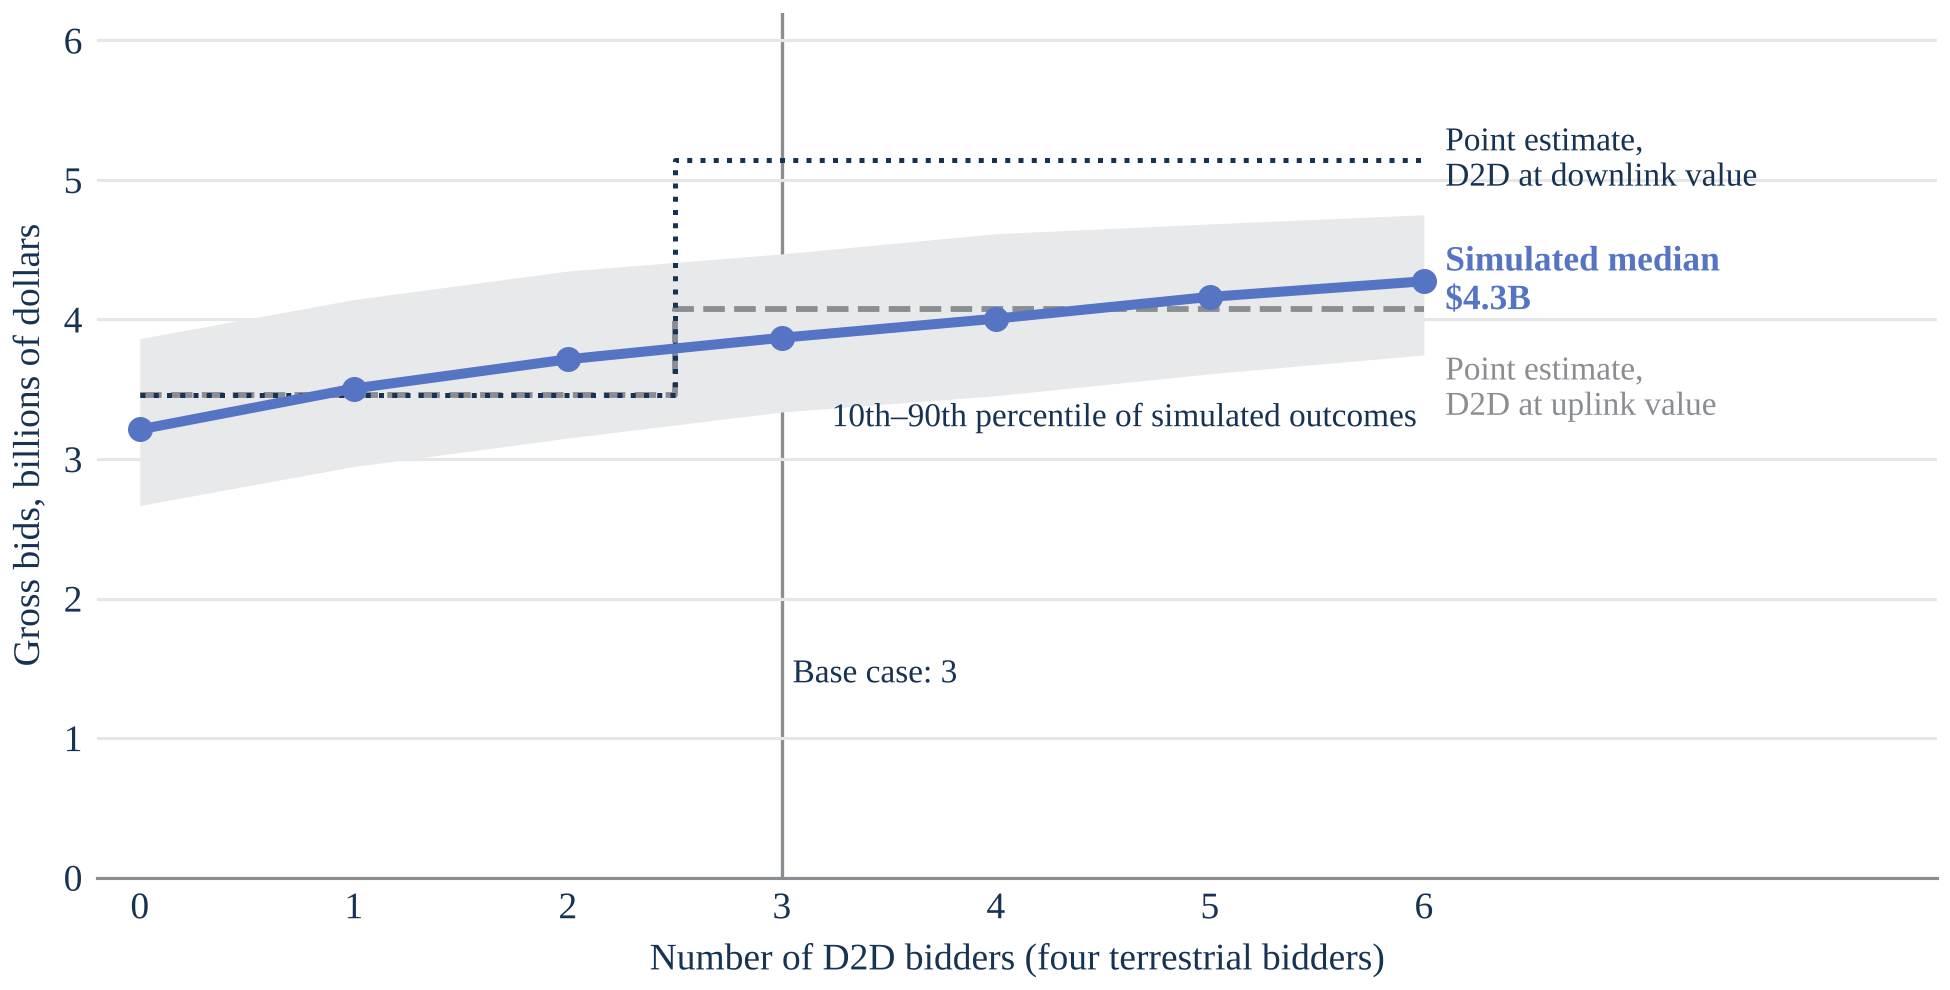 6
5
4
3
2
1
0
Gross bids, billions of dollars
Point estimate,
D2D at downlink value
Simulated median
$4.3B
Point estimate,
D2D at uplink value
10th–90th percentile of simulated outcomes
Base case: 3
0 1 2 3 4 5 6
Number of D2D bidders (four terrestrial bidders)